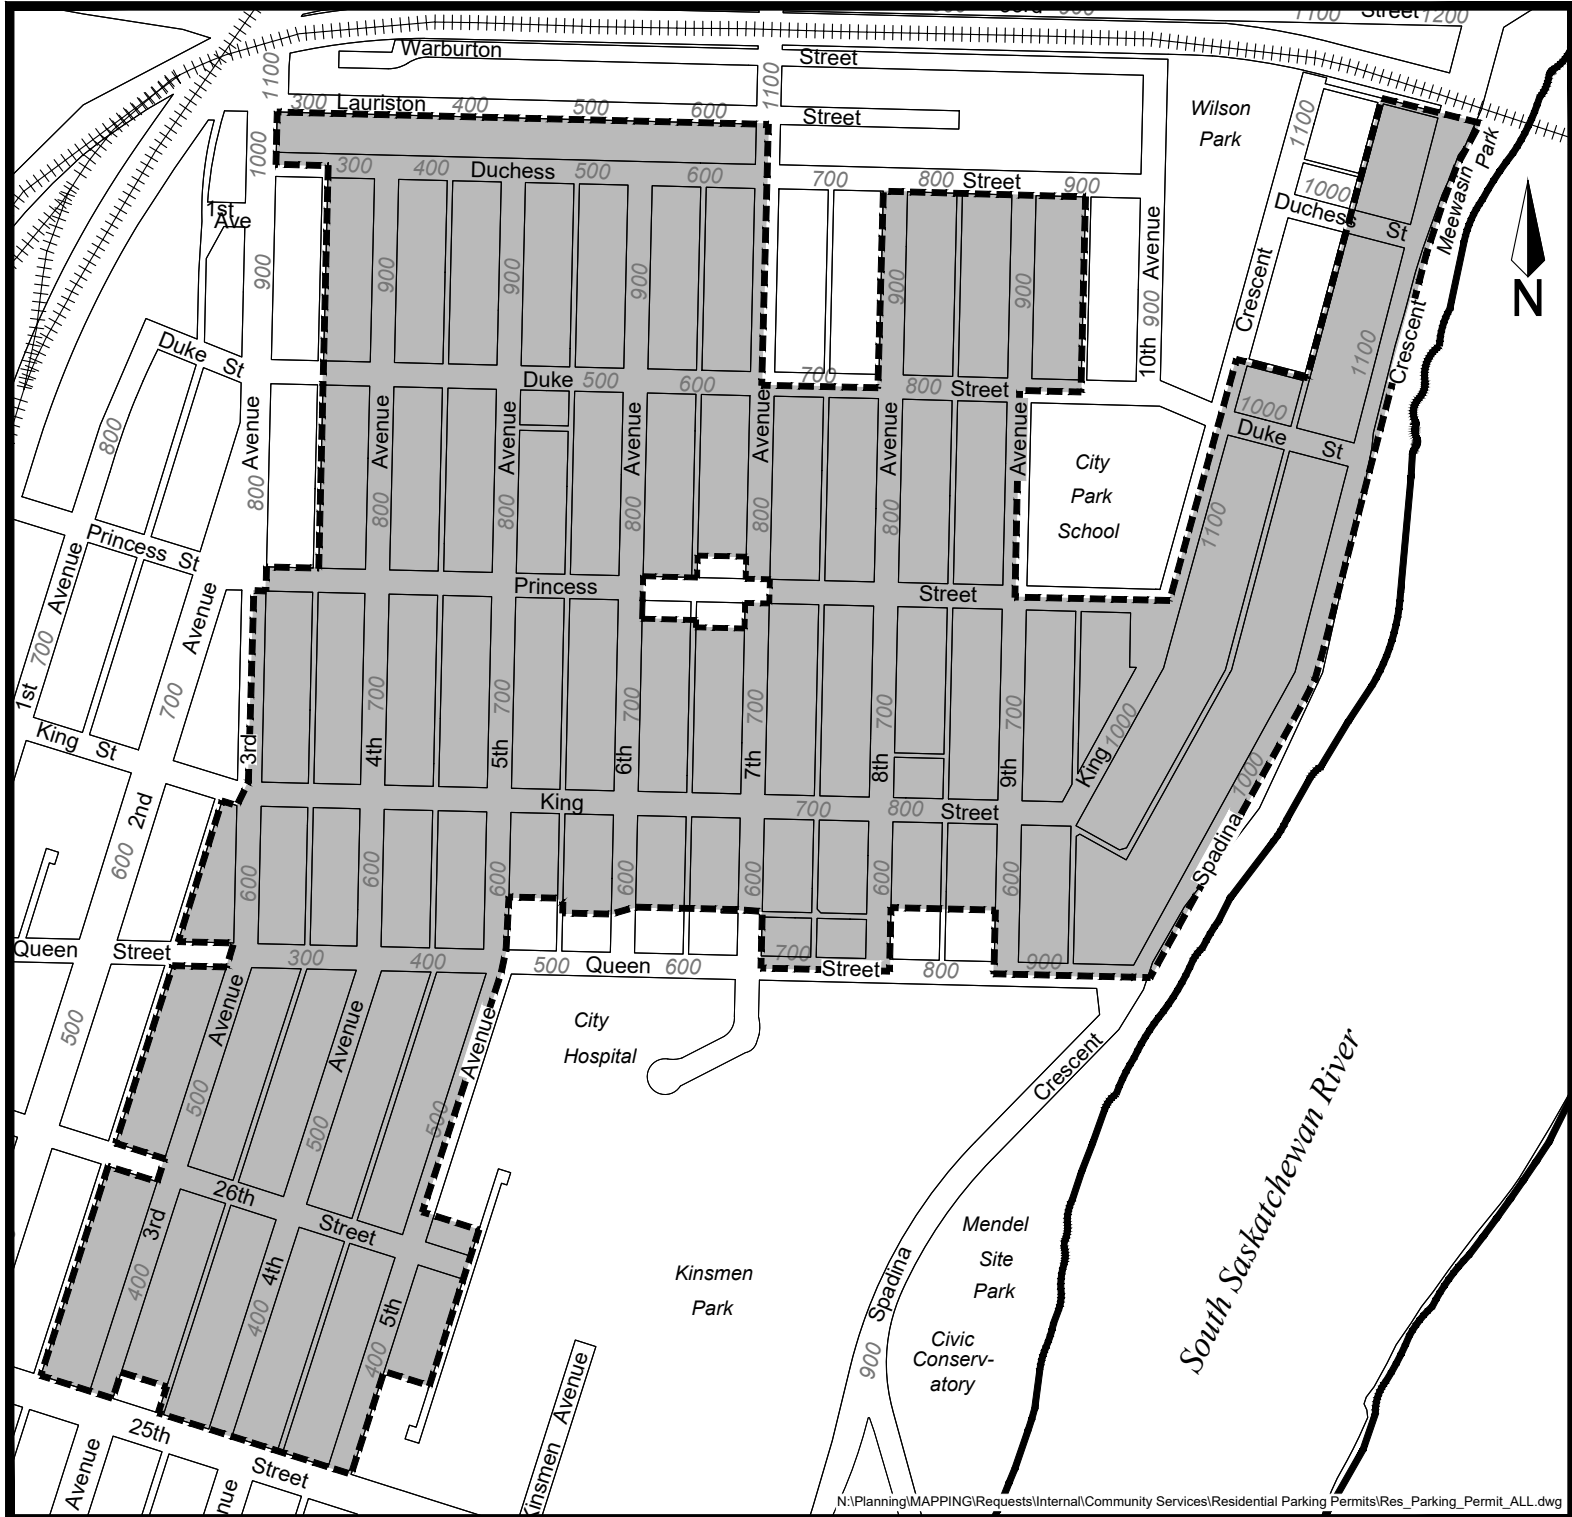 1100
Street
1200
Warburton
Street
1100
1100
300
Lauriston
400
500
600
Street
Wilson
Park
1100
1000
300
400
Duchess
500
600
700
800
Street
900
1000
Duchess
St
Meewasin Park
1st
Ave
900
900
900
900
900
900
10th 900 Avenue
Crescent
N
Duke
St
Duke
500
600
700
800
Street
1100
Crescent
1000
Duke
St
800
Avenue
800
Avenue
800
Avenue
800
Avenue
800
Avenue
800
Avenue
800
Avenue
City
Park
School
1100
Princess
St
Princess
Street
1st
700
Avenue
700
Avenue
3rd
700
4th
700
5th
700
6th
700
7th
700
8th
700
9th
King
1000
1000
King
St
King
700
800
Street
600
2nd
600
600
600
600
600
600
600
Spadina
Queen
Street
300
400
500
Queen
600
700
Street
800
900
500
Avenue
500
Avenue
500
Avenue
500
City
Hospital
Crescent
South Saskatchewan River
26th
Street
3rd
400
4th
400
5th
400
Kinsmen
Park
Mendel
Site
Park
Civic
Conserv-
atory
Spadina
900
Kinsmen
Avenue
25th
Street
Avenue
N:\Planning\MAPPING\Requests\Internal\Community Services\Residential Parking Permits\Res_Parking_Permit_ALL.dwg